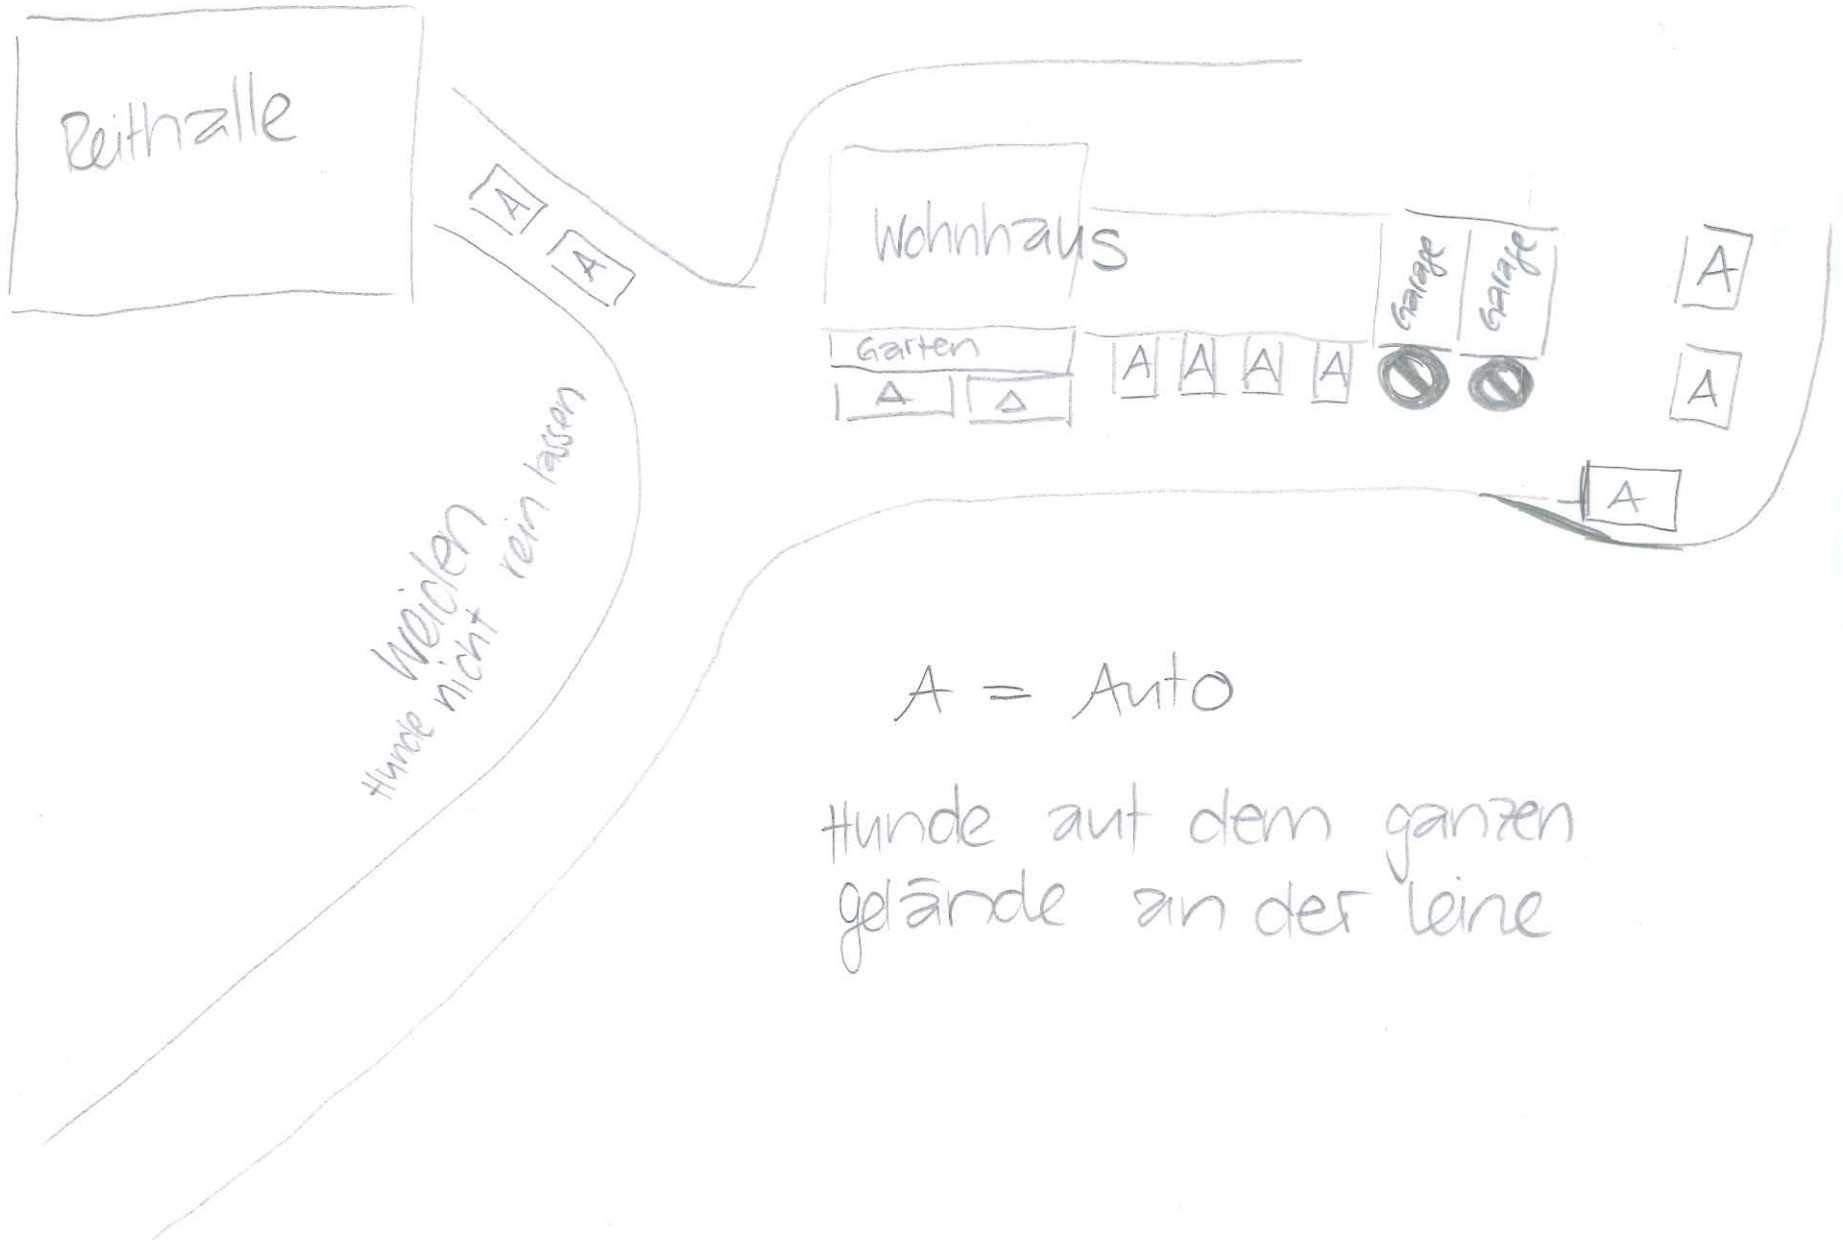 Reithalle
A
A
Wohnhaus
Garage
Garage
A
Garten
A
A
A
A
A
A
A
A
Weiden
Hunde nicht rein lassen
A = Auto
Hunde auf dem ganzen
gelände an der leine